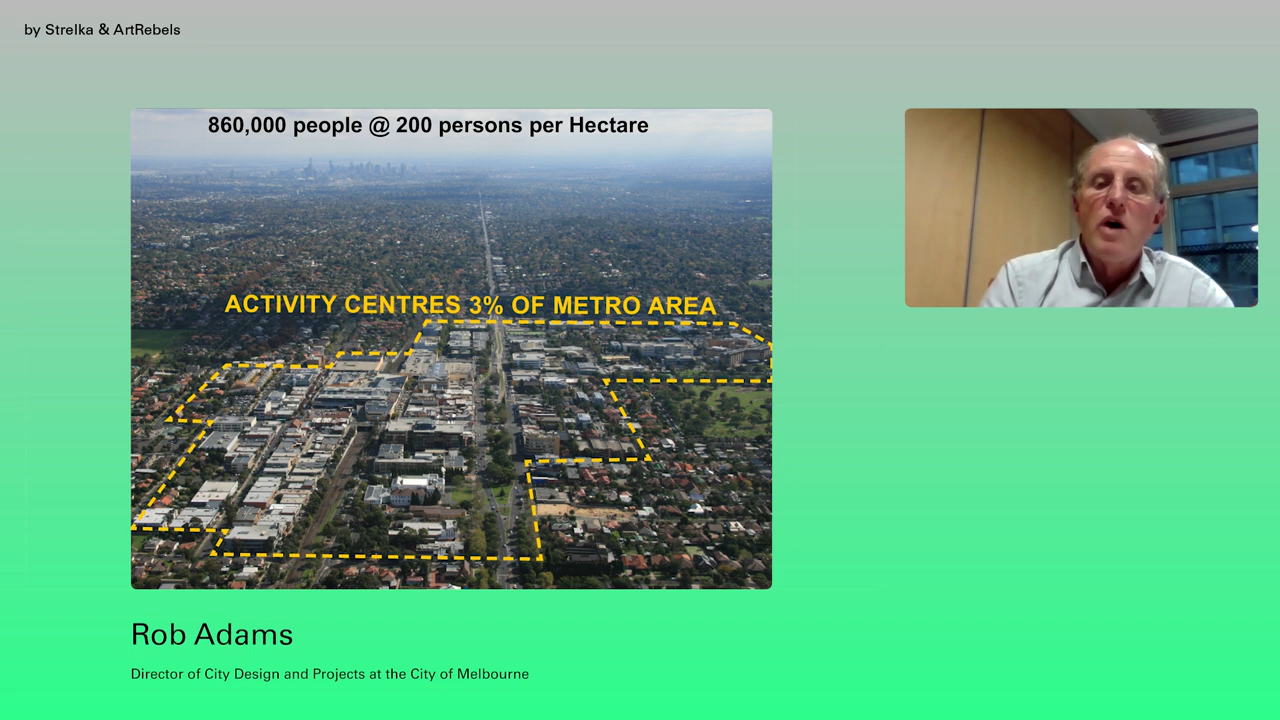 by Strelka & ArtRebels
860,000 people @ 200 persons per Hectare
ACTIVITY CENTRES 3% OF METRO AREA
Rob Adams
Director of City Design and Projects at the City of Melbourne